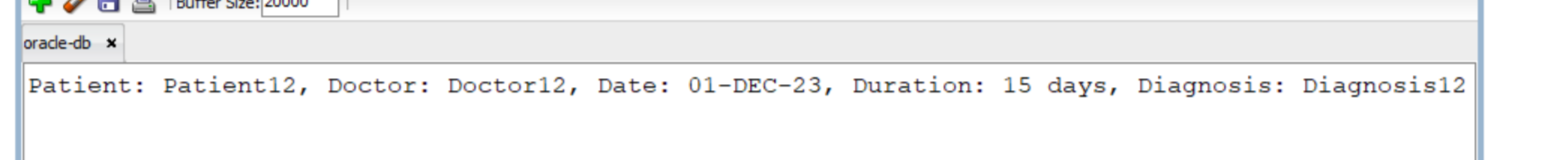 Buffer Size: 20000
oracle-db
Patient: Patient12, Doctor: Doctor12, Date: 01-DEC-23, Duration: 15 days, Diagnosis: Diagnosis12